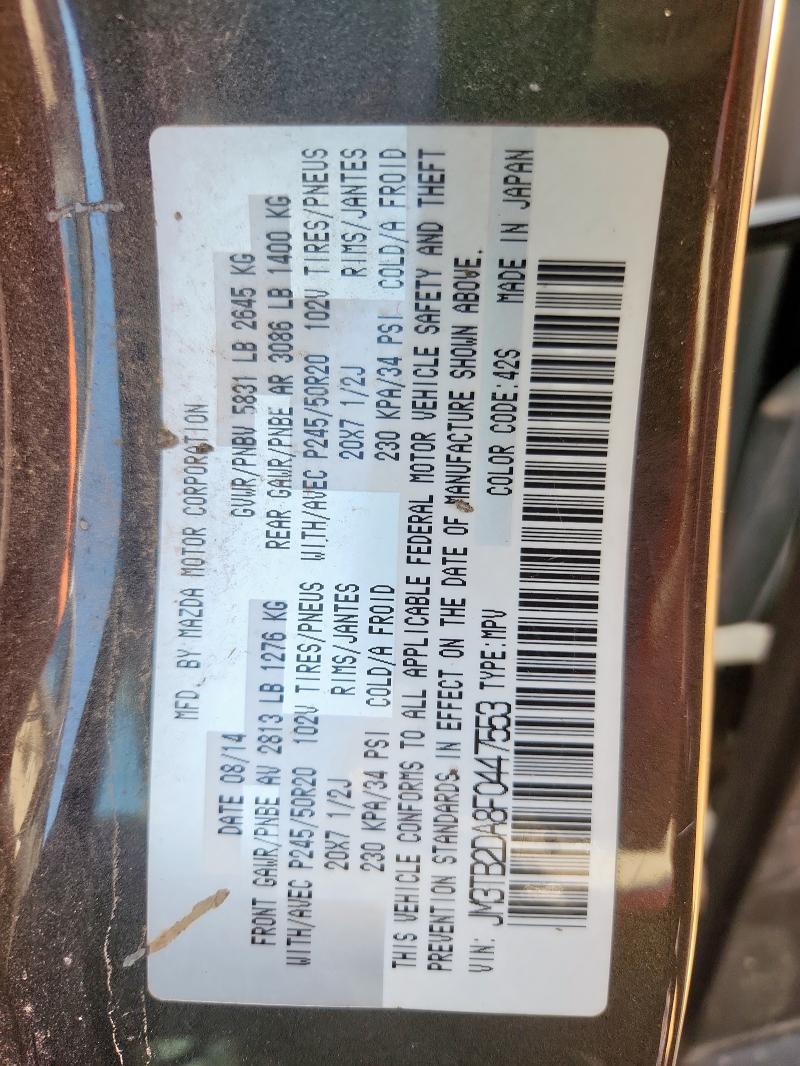 MFD. BY MAZDA MOTOR CORPORATION
DATE 08/14 GVWR/PNBV 5831 LB 2645 KG
FRONT GAWR/PNBE AV 2813 LB 1276 KG REAR GAWR/PNBE AR 3086 LB 1400 KG
WITH/AVEC P245/50R20 102V TIRES/PNEUS WITH/AVEC P245/50R20 102V TIRES/PNEUS
20X7 1/2J RIMS/JANTES 20X7 1/2J RIMS/JANTES
230 KPA/34 PSI COLD/A FROID 230 KPA/34 PSI COLD/A FROID
THIS VEHICLE CONFORMS TO ALL APPLICABLE FEDERAL MOTOR VEHICLE SAFETY AND THEFT
PREVENTION STANDARDS IN EFFECT ON THE DATE OF MANUFACTURE SHOWN ABOVE.
VIN: JM3TB2DA8F0447553 TYPE:MPV COLOR CODE:42S MADE IN JAPAN